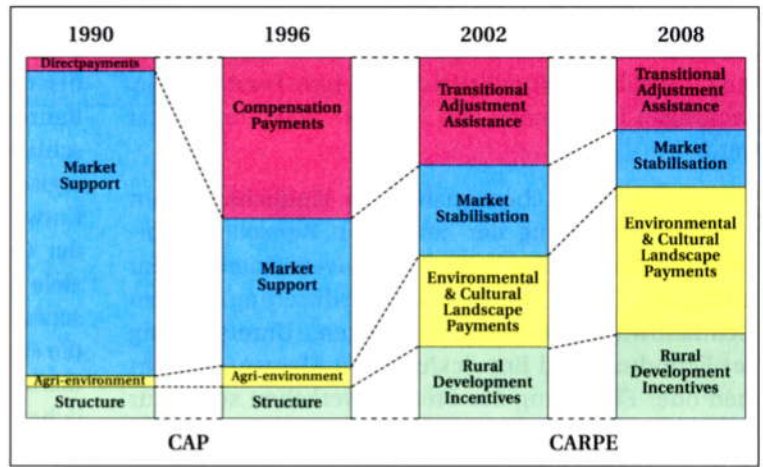 1990
1996
2002
2008
Directpayments
Market
Support
Agri-environment
Structure
Compensation
Payments
Market
Support
Agri-environment
Structure
Transitional
Adjustment
Assistance
Market
Stabilisation
Environmental
& Cultural
Landscape
Payments
Rural
Development
Incentives
Transitional
Adjustment
Assistance
Market
Stabilisation
Environmental
& Cultural
Landscape
Payments
Rural
Development
Incentives
CAP
CARPE